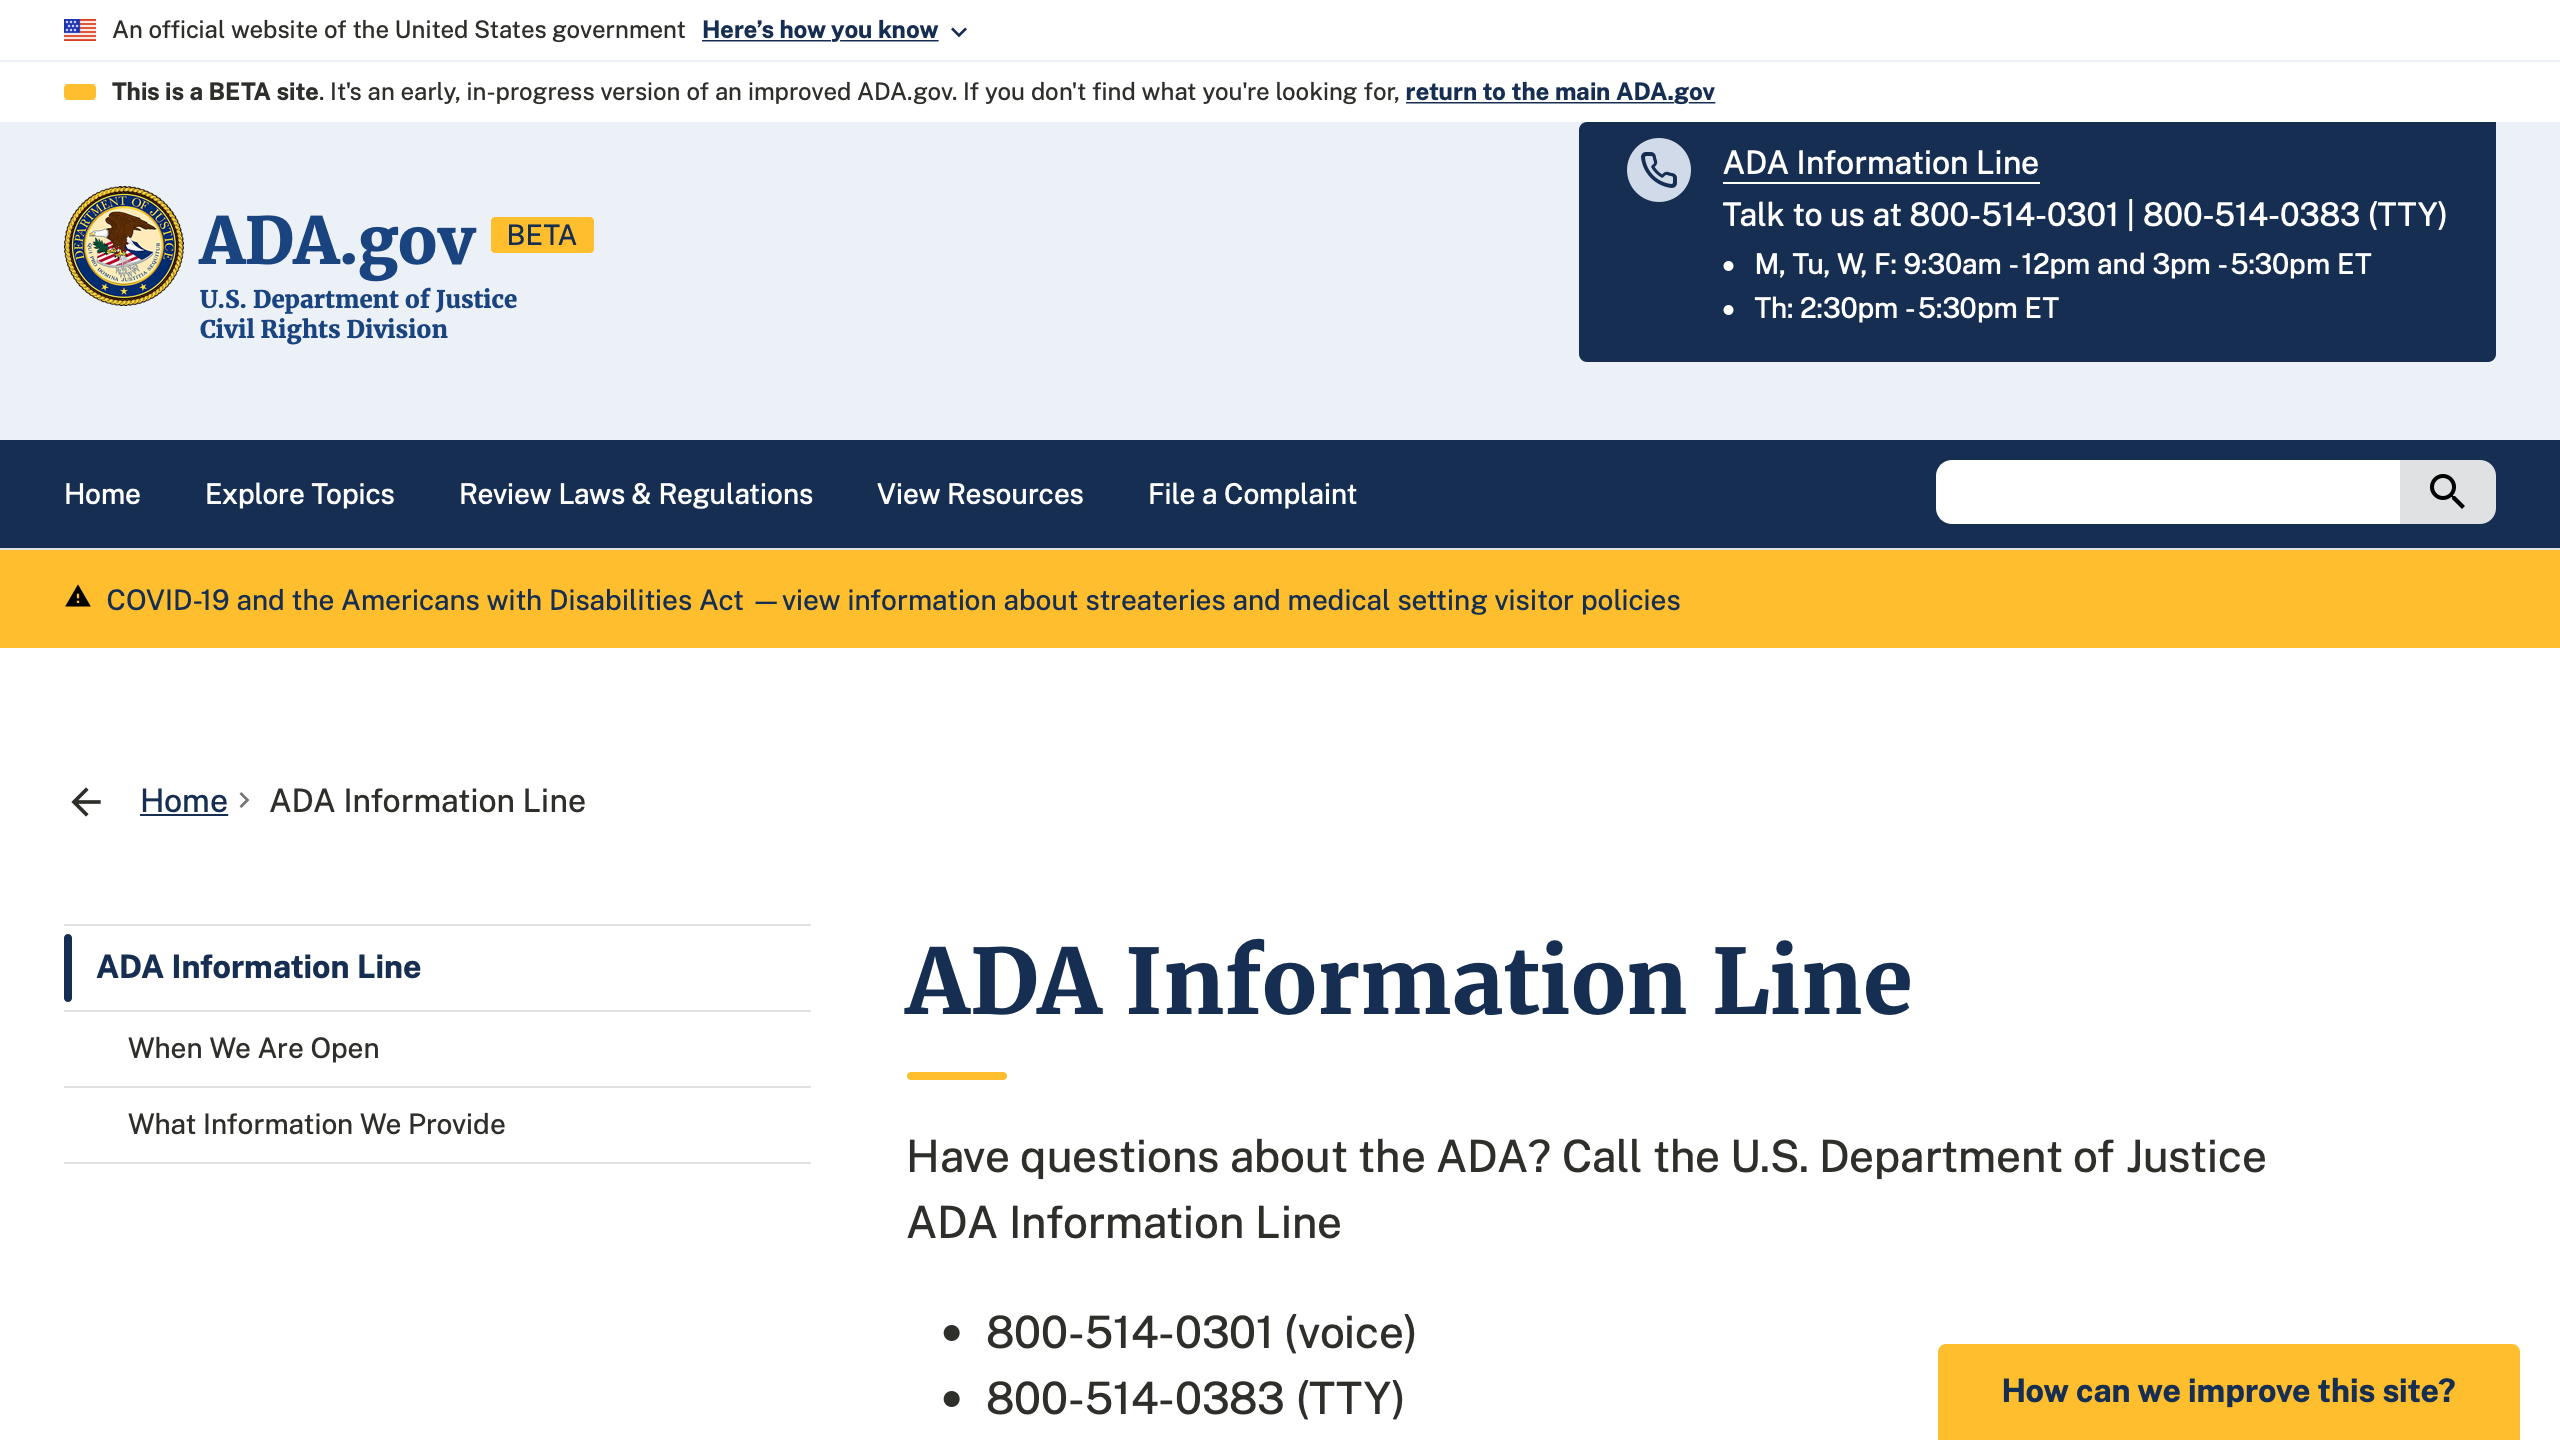 An official website of the United States government Here’s how you know
This is a BETA site. It's an early, in-progress version of an improved ADA.gov. If you don't find what you're looking for, return to the main ADA.gov
ADA.gov BETA
U.S. Department of Justice
Civil Rights Division
ADA Information Line
Talk to us at 800-514-0301 | 800-514-0383 (TTY)
• M, Tu, W, F: 9:30am - 12pm and 3pm - 5:30pm ET
• Th: 2:30pm - 5:30pm ET
Home Explore Topics Review Laws & Regulations View Resources File a Complaint
COVID-19 and the Americans with Disabilities Act — view information about streateries and medical setting visitor policies
Home > ADA Information Line
ADA Information Line
When We Are Open
What Information We Provide
ADA Information Line
Have questions about the ADA? Call the U.S. Department of Justice
ADA Information Line
• 800-514-0301 (voice)
• 800-514-0383 (TTY)
How can we improve this site?